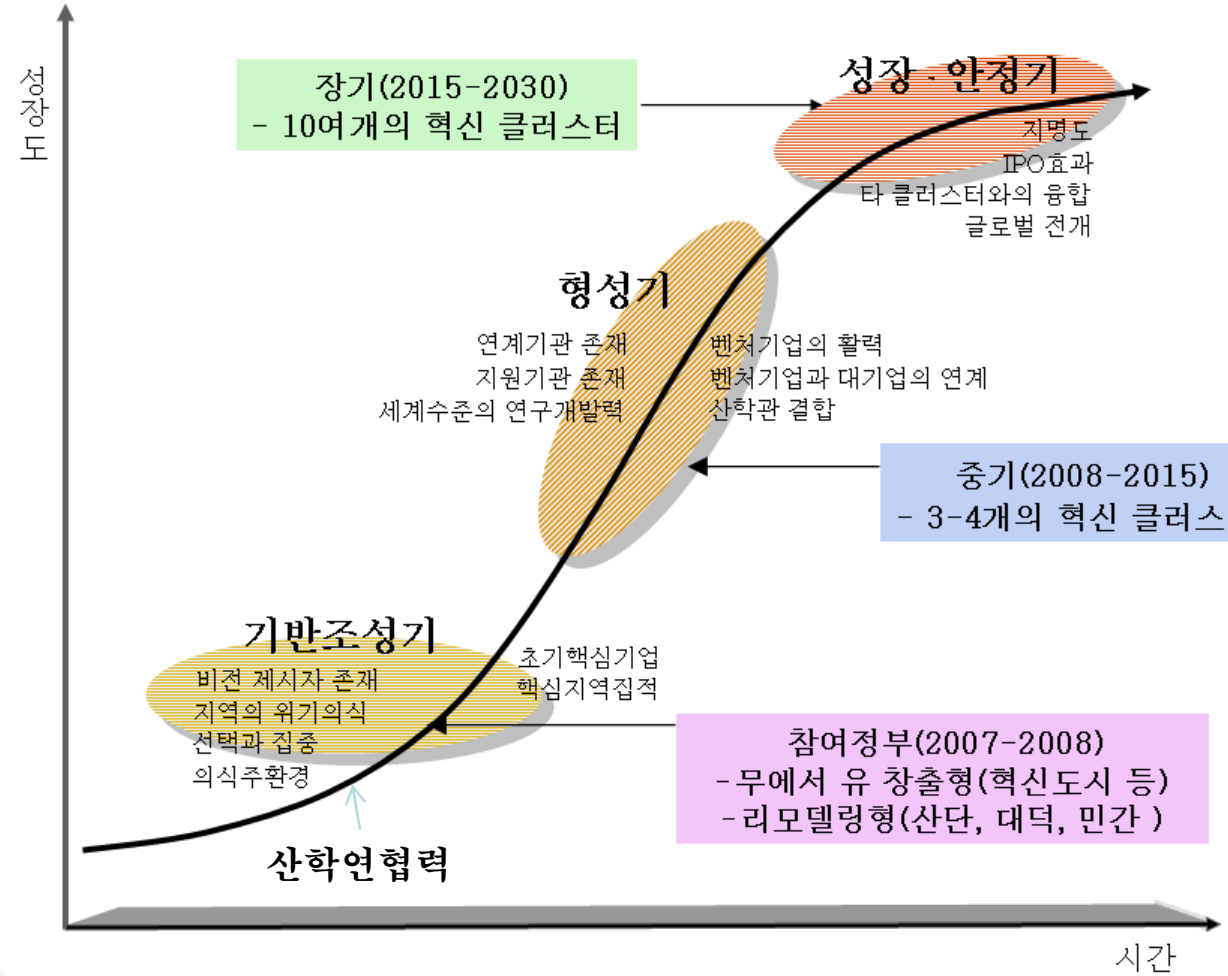 성장도
장기(2015-2030)
- 10여개의 혁신 클러스터
성장·안정기
지명도
IPO효과
타 클러스터와의 융합
글로벌 전개
형성기
연계기관 존재
지원기관 존재
세계수준의 연구개발력
벤처기업의 활력
벤처기업과 대기업의 연계
산학관 결합
중기(2008-2015)
- 3-4개의 혁신 클러스
기반조성기
비전 제시자 존재
지역의 위기의식
선택과 집중
의식주환경
초기핵심기업
핵심지역집적
참여정부(2007-2008)
-무에서 유 창출형(혁신도시 등)
-리모델링형(산단, 대덕, 민간 )
산학연협력
시간